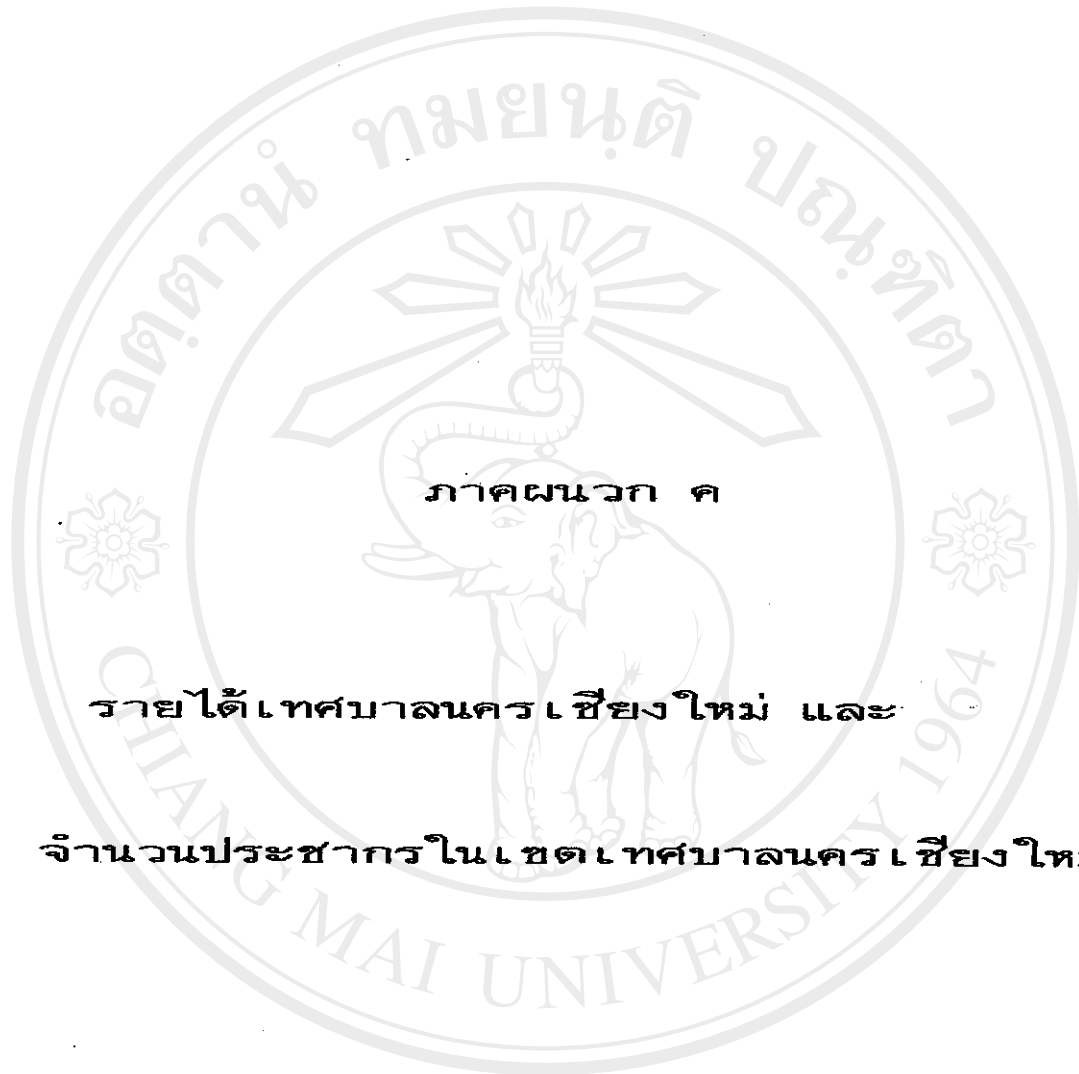 อตฺตานํ ทมยนฺติ ปณฺฑิตา
ภาคผนวก ค
รายได้เทศบาลนครเชียงใหม่ และ
จำนวนประชากรในเขตเทศบาลนครเชียงให
CHIANG MAI UNIVERSITY 1964